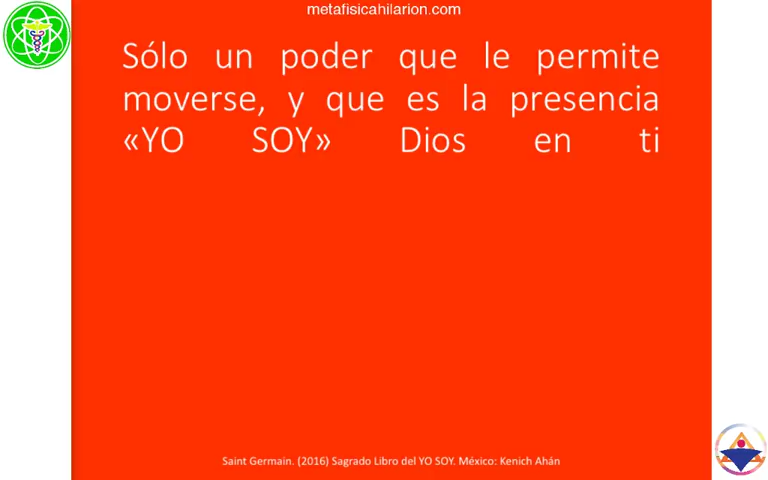 metafisicahilarion.com
Sólo un poder que le permite
moverse, y que es la presencia
«YO SOY» Dios en ti
Saint Germain. (2016) Sagrado Libro del YO SOY. México: Kenich Ahán